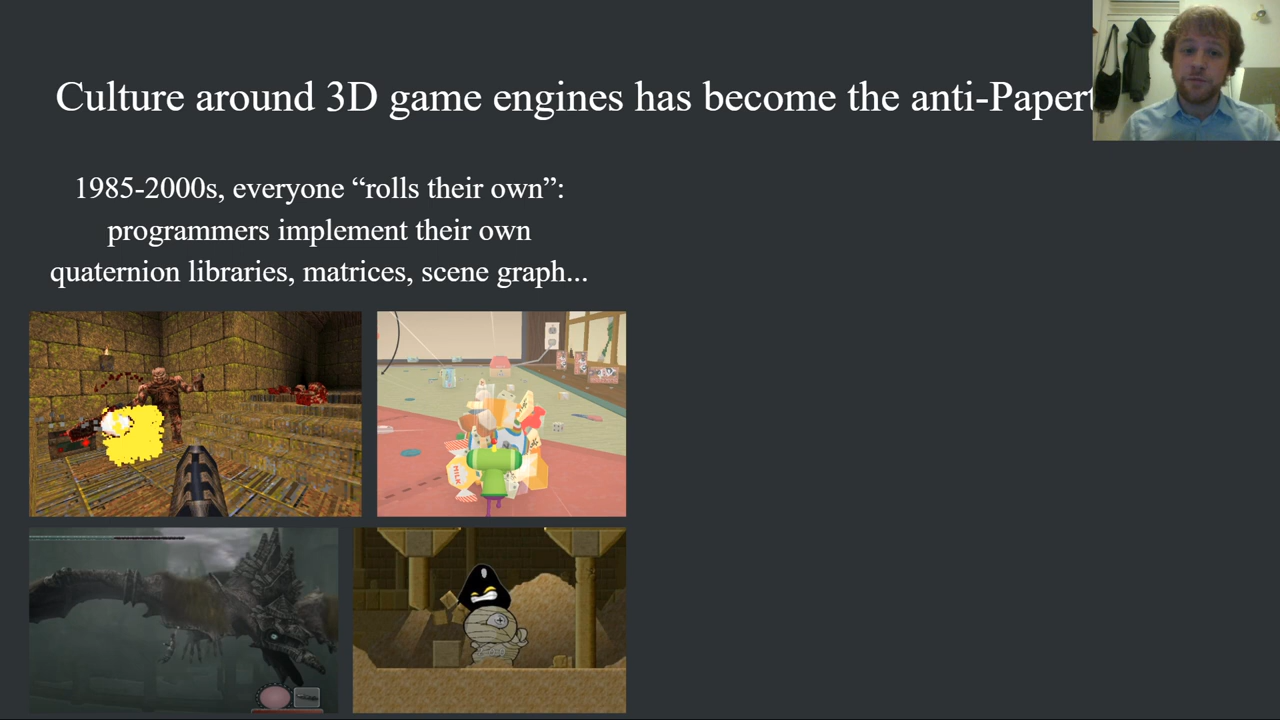 Culture around 3D game engines has become the anti-Papert
1985-2000s, everyone “rolls their own”:
programmers implement their own
quaternion libraries, matrices, scene graph...
MILK